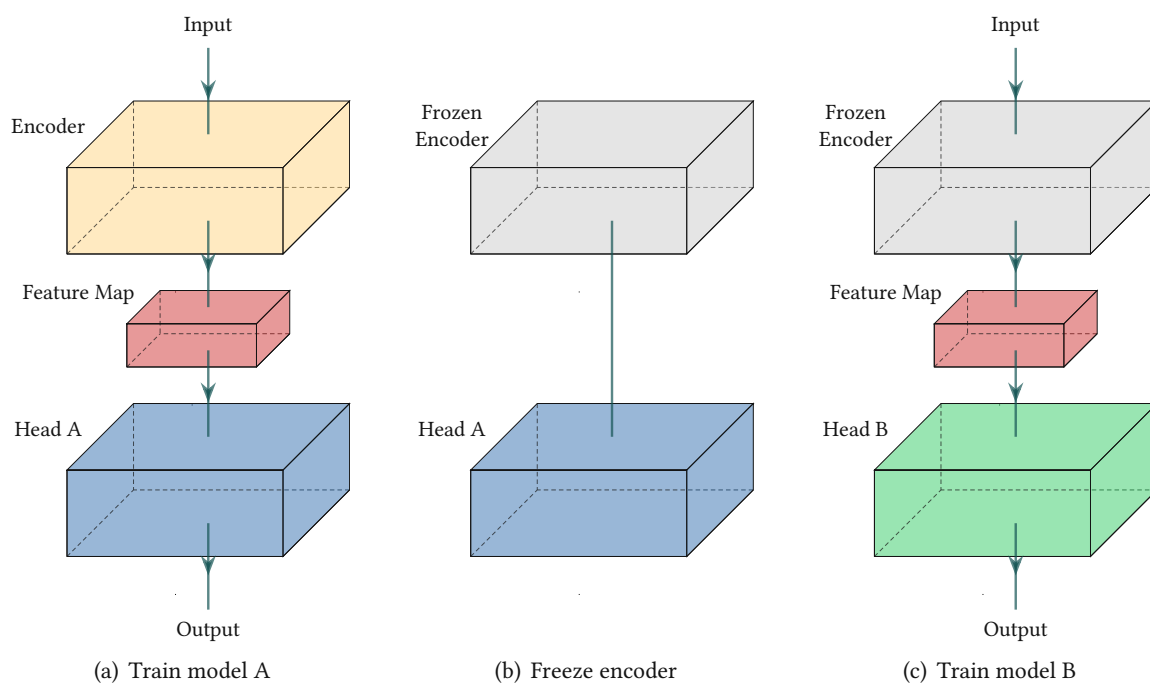 Input
Encoder
Feature Map
Head A
Output
(a) Train model A
Frozen
Encoder
Head A
(b) Freeze encoder
Input
Frozen
Encoder
Feature Map
Head B
Output
(c) Train model B